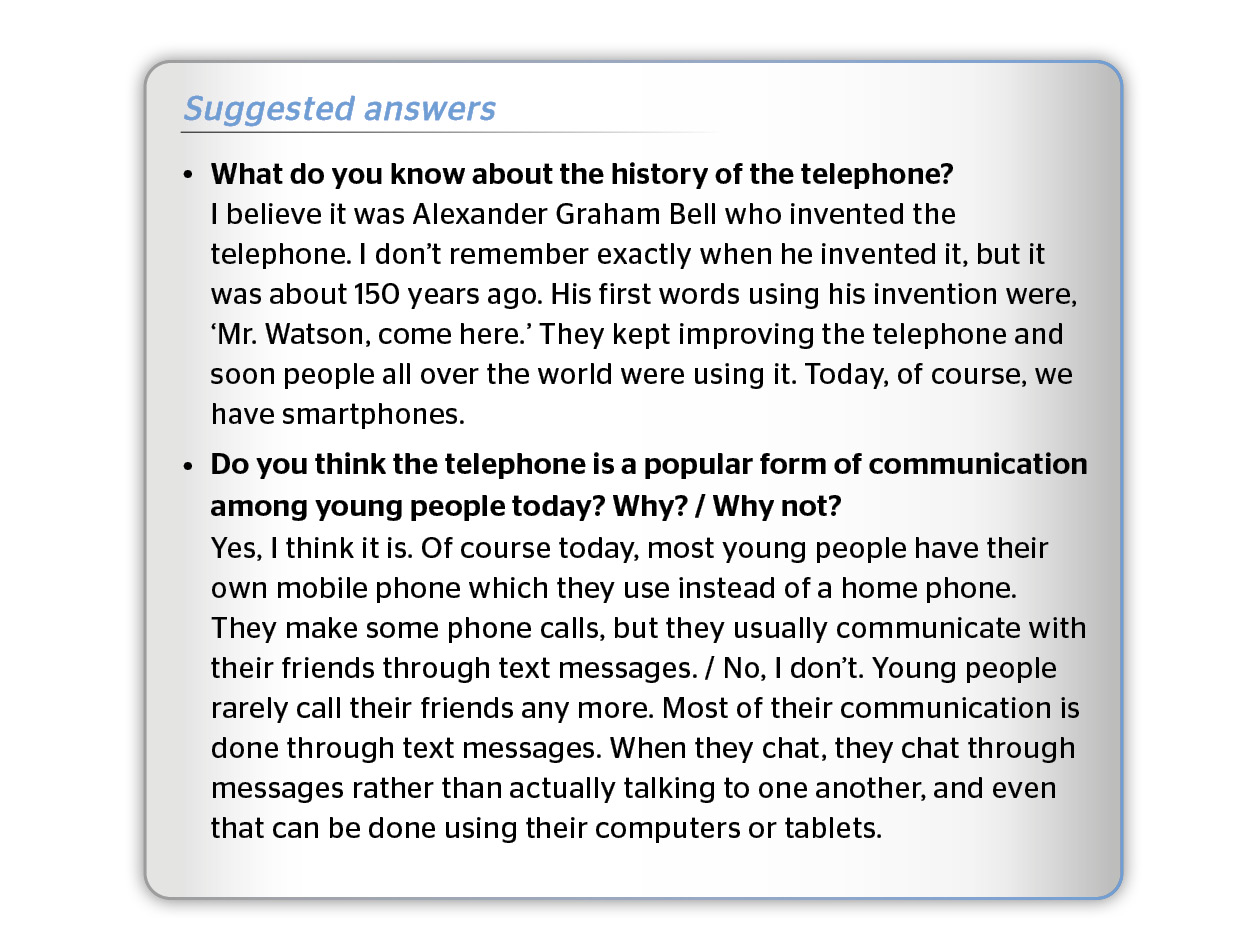 Suggested answers
• What do you know about the history of the telephone?
I believe it was Alexander Graham Bell who invented the
telephone. I don’t remember exactly when he invented it, but it
was about 150 years ago. His first words using his invention were,
‘Mr. Watson, come here.’ They kept improving the telephone and
soon people all over the world were using it. Today, of course, we
have smartphones.
• Do you think the telephone is a popular form of communication
among young people today? Why? / Why not?
Yes, I think it is. Of course today, most young people have their
own mobile phone which they use instead of a home phone.
They make some phone calls, but they usually communicate with
their friends through text messages. / No, I don’t. Young people
rarely call their friends any more. Most of their communication is
done through text messages. When they chat, they chat through
messages rather than actually talking to one another, and even
that can be done using their computers or tablets.